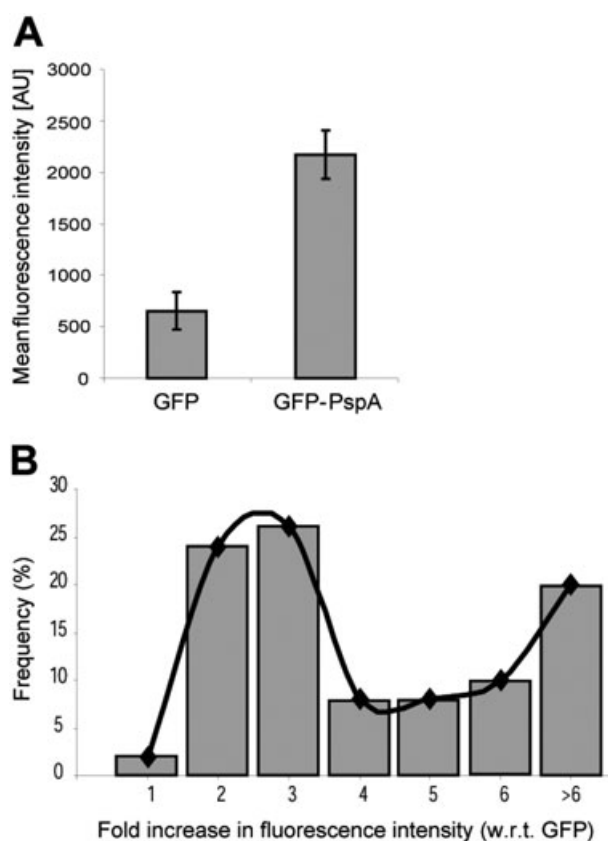 A
Mean fluorescence intensity [AU]
3000
2500
2000
1500
1000
500
0
GFP GFP-PspA
B
Frequency (%)
30
25
20
15
10
5
0
1 2 3 4 5 6 >6
Fold increase in fluorescence intensity (w.r.t. GFP)